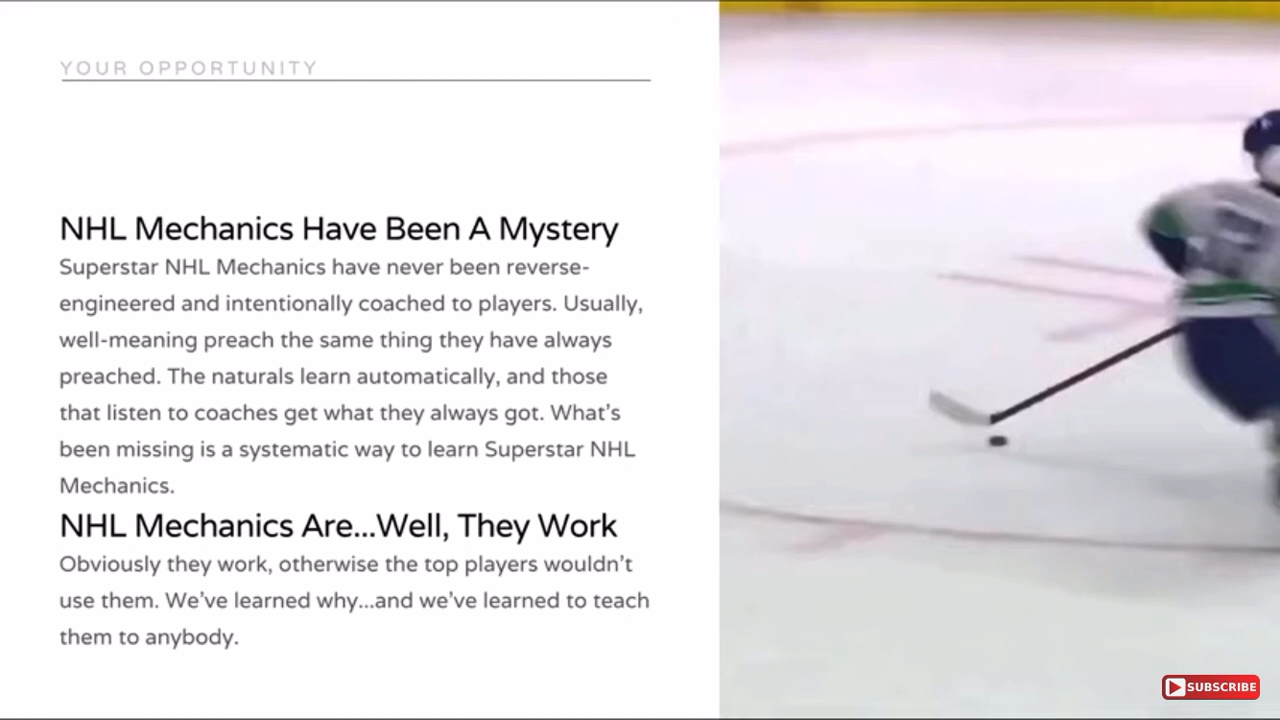 YOUR OPPORTUNITY
NHL Mechanics Have Been A Mystery
Superstar NHL Mechanics have never been reverse-
engineered and intentionally coached to players. Usually,
well-meaning preach the same thing they have always
preached. The naturals learn automatically, and those
that listen to coaches get what they always got. What’s
been missing is a systematic way to learn Superstar NHL
Mechanics.
NHL Mechanics Are...Well, They Work
Obviously they work, otherwise the top players wouldn’t
use them. We’ve learned why...and we’ve learned to teach
them to anybody.
SUBSCRIBE